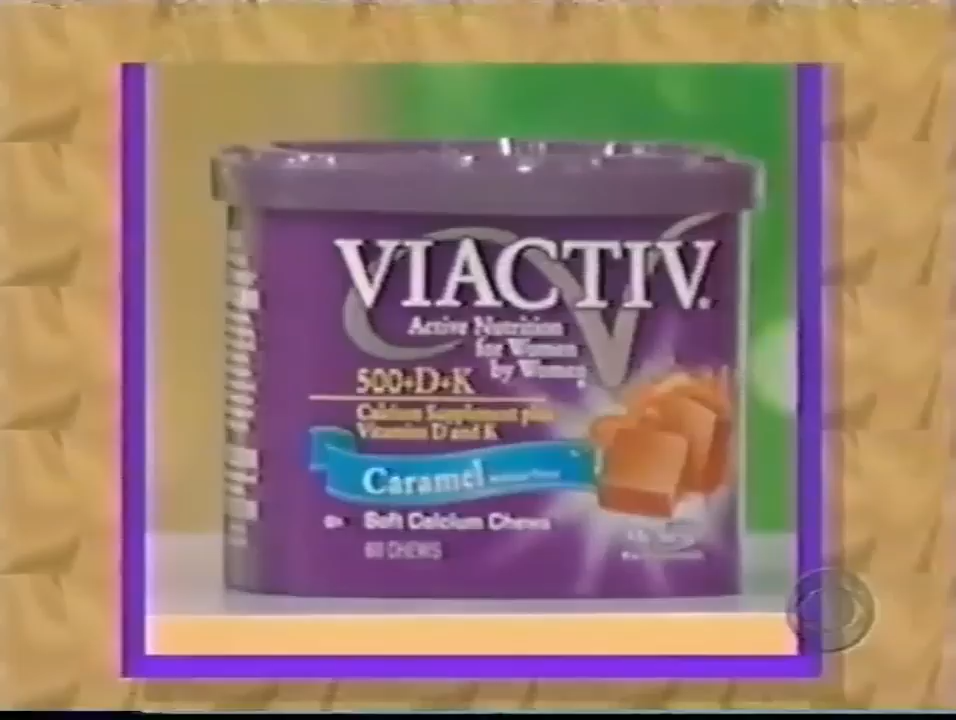 VIACTIV.
Active Nutrition
for Women
by Women
500+D+K
Calcium Supplement plus
Vitamins D and K
Caramel
Soft Calcium Chews
60 CHEWS